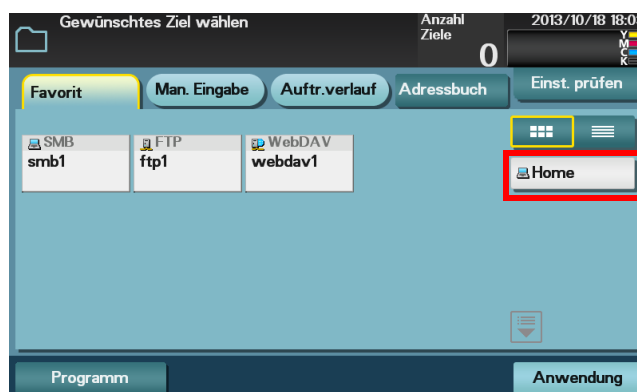 Gewünschtes Ziel wählen
Anzahl
Ziele
0
2013/10/18 18:0
Y
M
C
K
Favorit
Man. Eingabe
Auftr.verlauf
Adressbuch
Einst. prüfen
SMB
smb1
FTP
ftp1
WebDAV
webdav1
Home
Programm
Anwendung